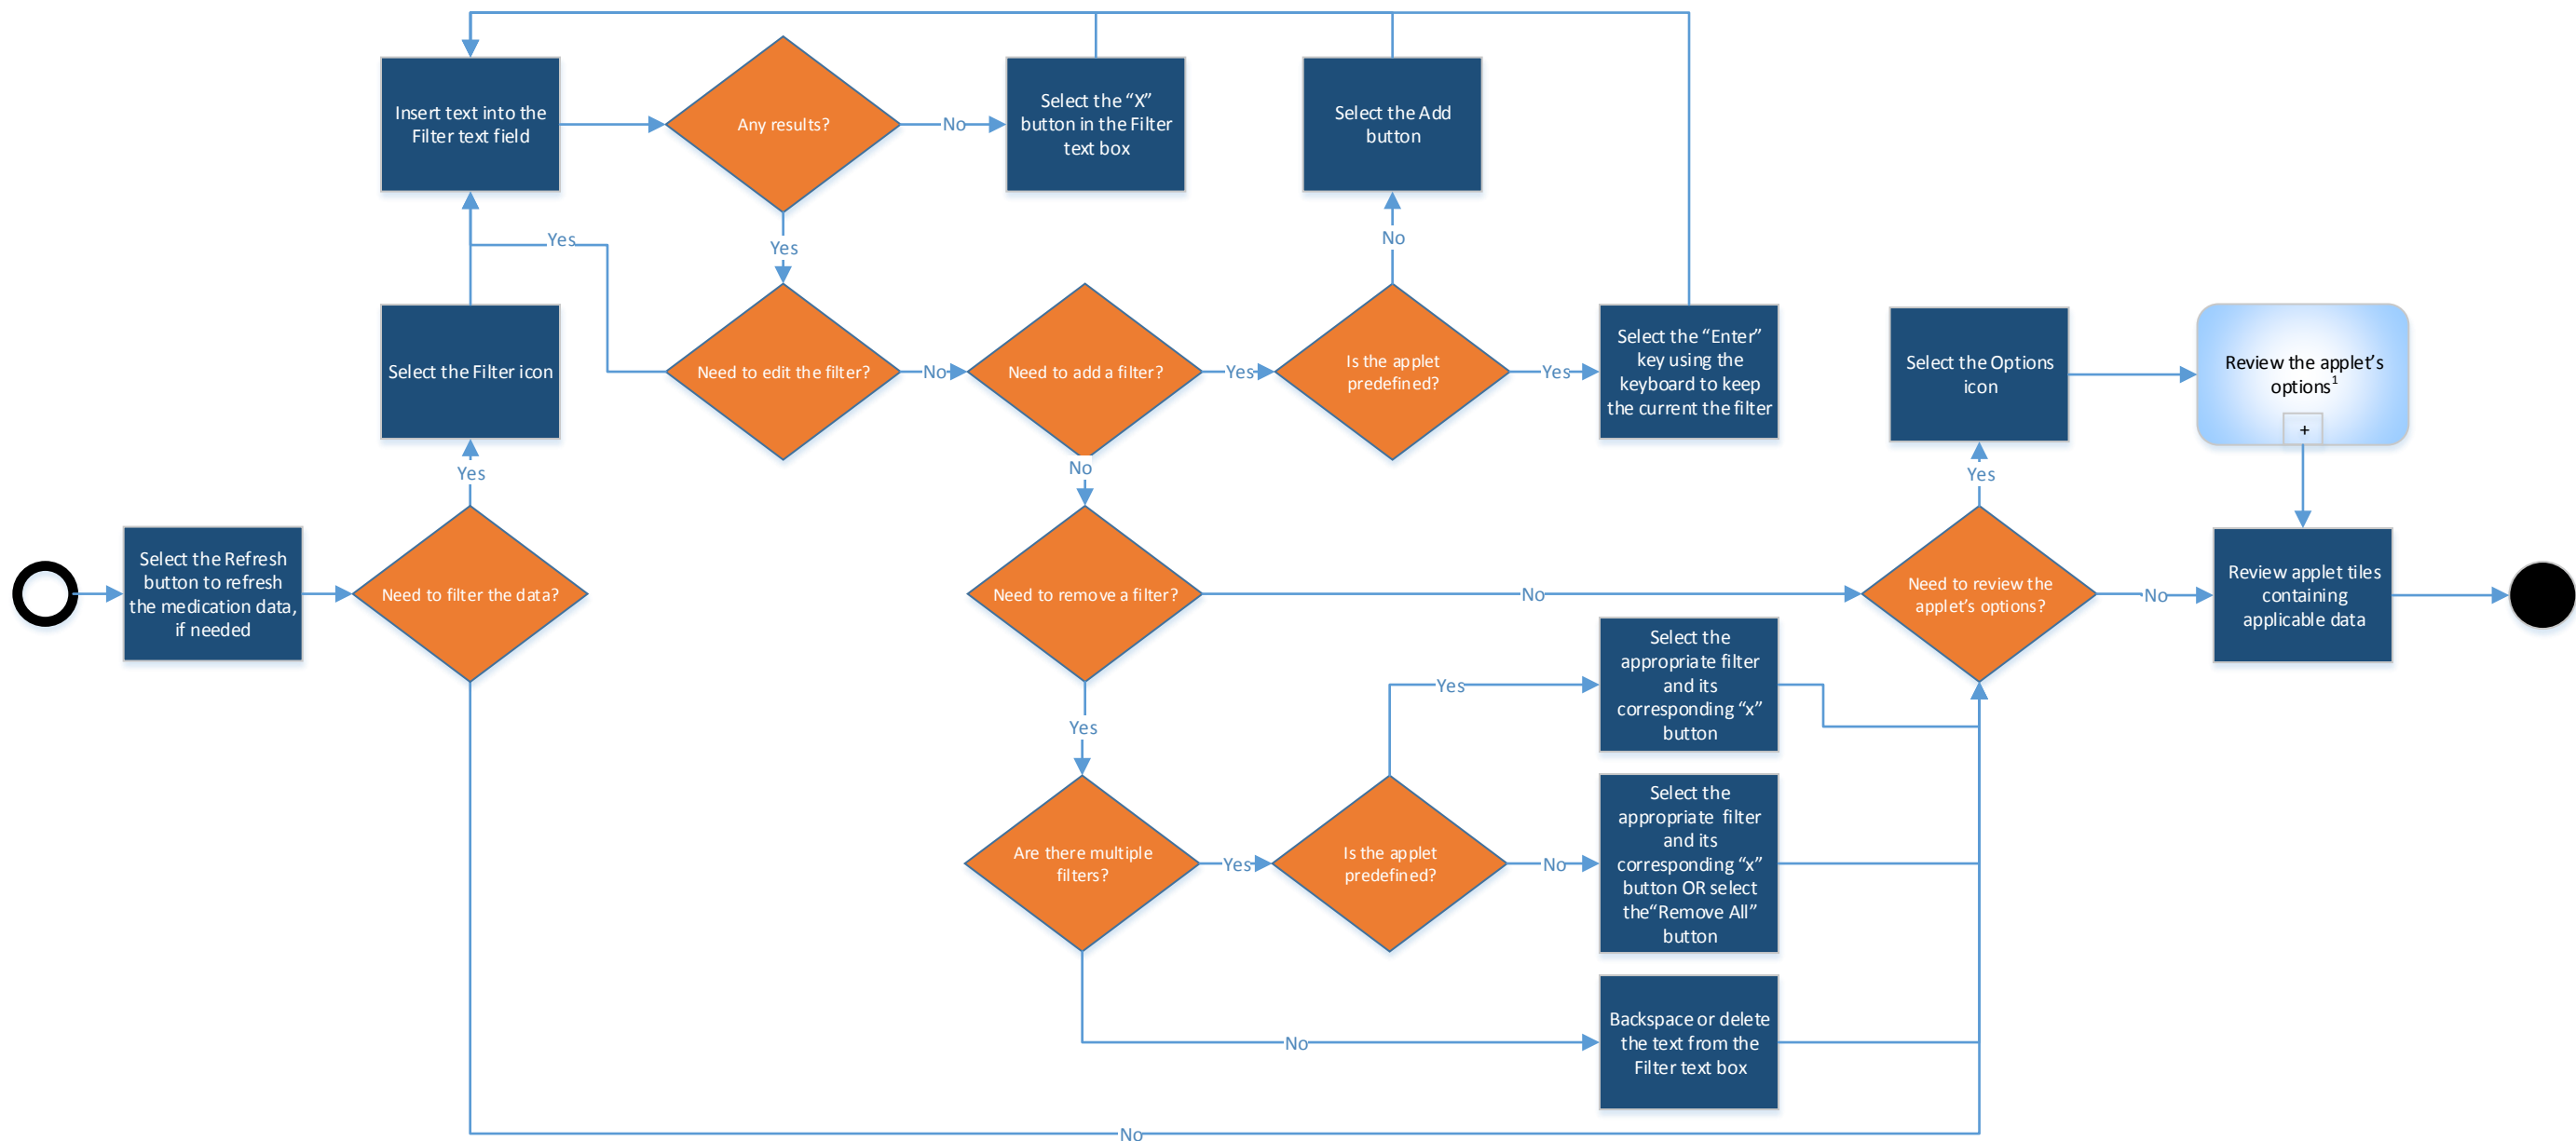 Insert text into the
Filter text field
Any results?
No
Select the “X”
button in the Filter
text box
Select the Add
button
Yes
Yes
No
Select the Filter icon
Need to edit the filter?
No
Need to add a filter?
Yes
Is the applet
predefined?
Yes
Select the “Enter”
key using the
keyboard to keep
the current the filter
Select the Options
icon
Review the applet’s
options¹
+
Yes
No
Yes
Select the Refresh
button to refresh
the medication data,
if needed
Need to filter the data?
Need to remove a filter?
No
Need to review the
applet’s options?
No
Review applet tiles
containing
applicable data
Yes
Yes
Select the
appropriate filter
and its
corresponding “x”
button
Are there multiple
filters?
Yes
Is the applet
predefined?
No
Select the
appropriate filter
and its
corresponding “x”
button OR select
the“Remove All”
button
No
Backspace or delete
the text from the
Filter text box
No